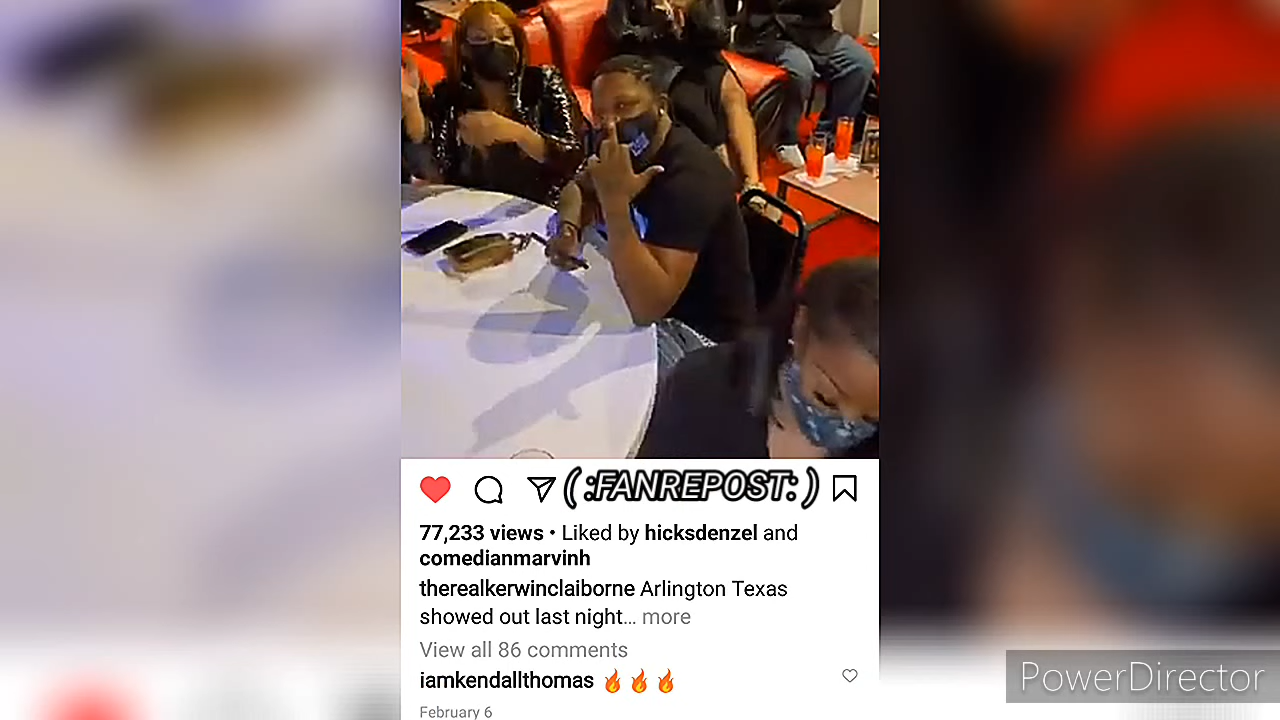 (:FANREPOST:)
77,233 views • Liked by hicksdenzel and
comedianmarvinh
therealkerwinclaiborne Arlington Texas
showed out last night... more
View all 86 comments
iamkendallthomas 🔥🔥🔥
February 6
PowerDirector